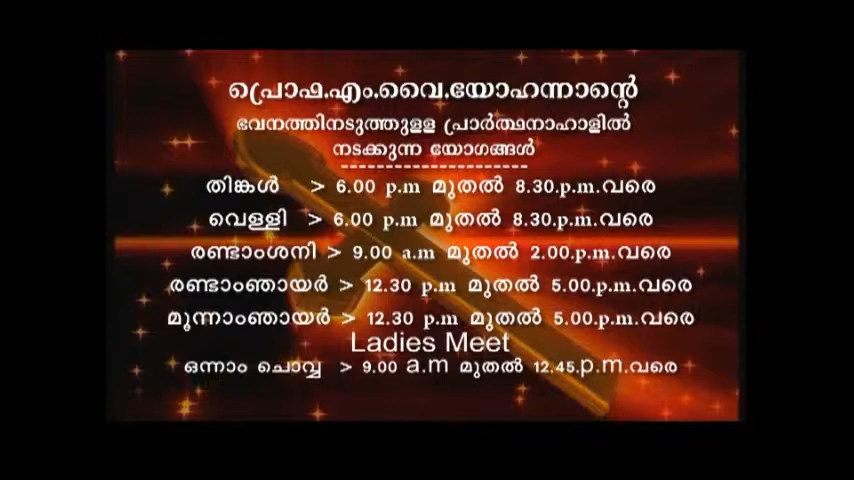 പ്രൊഫ.എം.വൈ.യോഹന്നാന്റെ
ഭവനത്തിനടുത്തുളള പ്രാർത്ഥനാഹാളിൽ
നടക്കുന്ന യോഗങ്ങൾ
---------------------
തിങ്കൾ > 6.00 p.m മുതൽ 8.30.p.m.വരെ
വെള്ളി > 6.00 p.m മുതൽ 8.30.p.m.വരെ
രണ്ടാംശനി > 9.00 a.m മുതൽ 2.00.p.m.വരെ
രണ്ടാംഞായർ > 12.30 p.m മുതൽ 5.00.p.m.വരെ
മൂന്നാംഞായർ > 12.30 p.m മുതൽ 5.00.p.m.വരെ
Ladies Meet
ഒന്നാം ചൊവ്വ > 9.00 a.m മുതൽ 12.45.p.m.വരെ